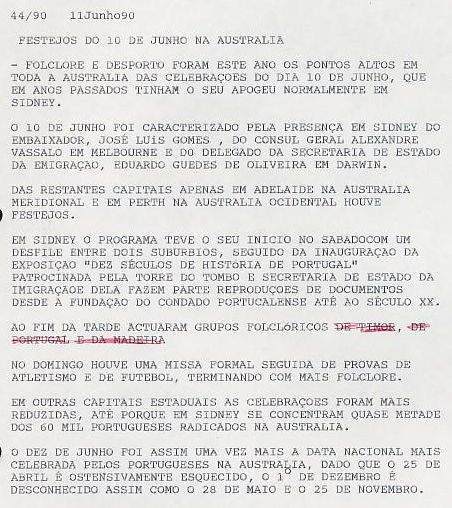 44/90 11Junho90
FESTEJOS DO 10 DE JUNHO NA AUSTRALIA
- FOLCLORE E DESPORTO FORAM ESTE ANO OS PONTOS ALTOS EM
TODA A AUSTRALIA DAS CELEBRAÇOES DO DIA 10 DE JUNHO, QUE
EM ANOS PASSADOS TINHAM O SEU APOGEU NORMALMENTE EM
SIDNEY.
O 10 DE JUNHO FOI CARACTERIZADO PELA PRESENÇA EM SIDNEY DO
EMBAIXADOR, JOSÉ LUIS GOMES , DO CONSUL GERAL ALEXANDRE
VASSALO EM MELBOURNE E DO DELEGADO DA SECRETARIA DE ESTADO
DA EMIGRAÇAO, EDUARDO GUEDES DE OLIVEIRA EM DARWIN.
DAS RESTANTES CAPITAIS APENAS EM ADELAIDE NA AUSTRALIA
MERIDIONAL E EM PERTH NA AUSTRALIA OCIDENTAL HOUVE
FESTEJOS.
EM SIDNEY O PROGRAMA TEVE O SEU INICIO NO SABADOCOM UM
DESFILE ENTRE DOIS SUBURBIOS, SEGUIDO DA INAUGURAÇAO DA
EXPOSIÇAO "DEZ SÉCULOS DE HISTÓRIA DE PORTUGAL"
PATROCINADA PELA TORRE DO TOMBO E SECRETARIA DE ESTADO DA
IMIGRAÇAOE DELA FAZEM PARTE REPRODUÇOES DE DOCUMENTOS
DESDE A FUNDAÇAO DO CONDADO PORTUCALENSE ATÉ AO SÉCULO XX.
AO FIM DA TARDE ACTUARAM GRUPOS FOLCLÓRICOS DE TIMOR, DE
PORTUGAL E DA MADEIRA
NO DOMINGO HOUVE UMA MISSA FORMAL SEGUIDA DE PROVAS DE
ATLETISMO E DE FUTEBOL, TERMINANDO COM MAIS FOLCLORE.
EM OUTRAS CAPITAIS ESTADUAIS AS CELEBRAÇOES FORAM MAIS
REDUZIDAS, ATÉ PORQUE EM SIDNEY SE CONCENTRAM QUASE METADE
DOS 60 MIL PORTUGUESES RADICADOS NA AUSTRALIA.
O DEZ DE JUNHO FOI ASSIM UMA VEZ MAIS A DATA NACIONAL MAIS
CELEBRADA PELOS PORTUGUESES NA AUSTRALIA, DADO QUE O 25 DE
ABRIL É OSTENSIVAMENTE ESQUECIDO, O 1º DE DEZEMBRO É
DESCONHECIDO ASSIM COMO O 28 DE MAIO E O 25 DE NOVEMBRO.